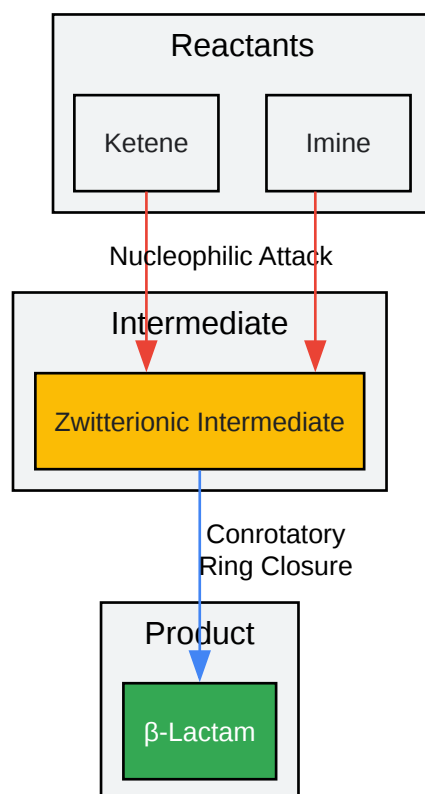 Reactants
Ketene
Imine
Nucleophilic Attack
Intermediate
Zwitterionic Intermediate
Conrotatory
Ring Closure
Product
β-Lactam